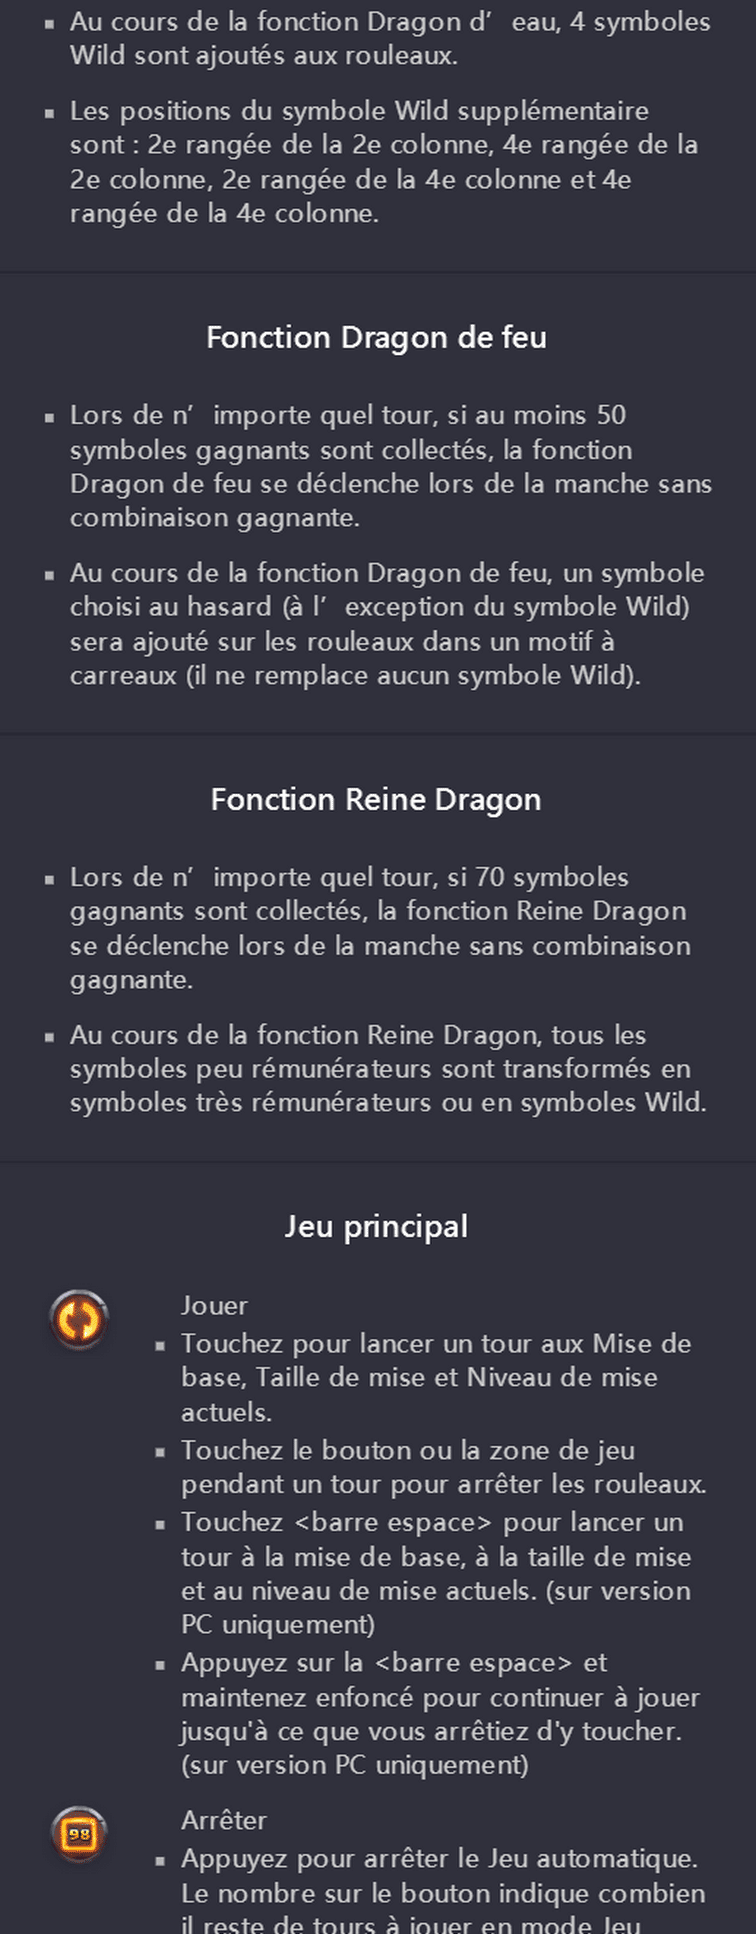 Au cours de la fonction Dragon d’ eau, 4 symboles
Wild sont ajoutés aux rouleaux.
Les positions du symbole Wild supplémentaire
sont : 2e rangée de la 2e colonne, 4e rangée de la
2e colonne, 2e rangée de la 4e colonne et 4e
rangée de la 4e colonne.
Fonction Dragon de feu
Lors de n’ importe quel tour, si au moins 50
symboles gagnants sont collectés, la fonction
Dragon de feu se déclenche lors de la manche sans
combinaison gagnante.
Au cours de la fonction Dragon de feu, un symbole
choisi au hasard (à l’ exception du symbole Wild)
sera ajouté sur les rouleaux dans un motif à
carreaux (il ne remplace aucun symbole Wild).
Fonction Reine Dragon
Lors de n’ importe quel tour, si 70 symboles
gagnants sont collectés, la fonction Reine Dragon
se déclenche lors de la manche sans combinaison
gagnante.
Au cours de la fonction Reine Dragon, tous les
symboles peu rémunérateurs sont transformés en
symboles très rémunérateurs ou en symboles Wild.
Jeu principal
Jouer
Touchez pour lancer un tour aux Mise de
base, Taille de mise et Niveau de mise
actuels.
Touchez le bouton ou la zone de jeu
pendant un tour pour arrêter les rouleaux.
Touchez <barre espace> pour lancer un
tour à la mise de base, à la taille de mise
et au niveau de mise actuels. (sur version
PC uniquement)
Appuyez sur la <barre espace> et
maintenez enfoncé pour continuer à jouer
jusqu'à ce que vous arrêtiez d'y toucher.
(sur version PC uniquement)
98
Arrêter
Appuyez pour arrêter le Jeu automatique.
Le nombre sur le bouton indique combien
il reste de tours à jouer en mode Jeu